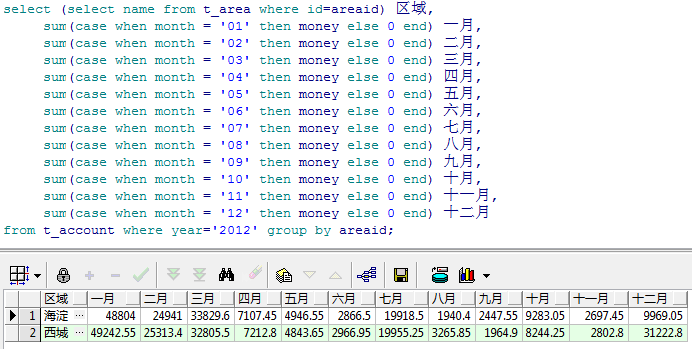 select (select name from t_area where id=areaid) 区域,
sum(case when month = '01' then money else 0 end) 一月,
sum(case when month = '02' then money else 0 end) 二月,
sum(case when month = '03' then money else 0 end) 三月,
sum(case when month = '04' then money else 0 end) 四月,
sum(case when month = '05' then money else 0 end) 五月,
sum(case when month = '06' then money else 0 end) 六月,
sum(case when month = '07' then money else 0 end) 七月,
sum(case when month = '08' then money else 0 end) 八月,
sum(case when month = '09' then money else 0 end) 九月,
sum(case when month = '10' then money else 0 end) 十月,
sum(case when month = '11' then money else 0 end) 十一月,
sum(case when month = '12' then money else 0 end) 十二月
from t_account where year='2012' group by areaid;
区域 一月 二月 三月 四月 五月 六月 七月 八月 九月 十月 十一月 十二月
1 海淀 ... 48804 24941 33829.6 7107.45 4946.55 2866.5 19918.5 1940.4 2447.55 9283.05 2697.45 9969.05
2 西城 ... 49242.55 25313.4 32805.5 7212.8 4843.65 2966.95 19955.25 3265.85 1964.9 8244.25 2802.8 31222.8